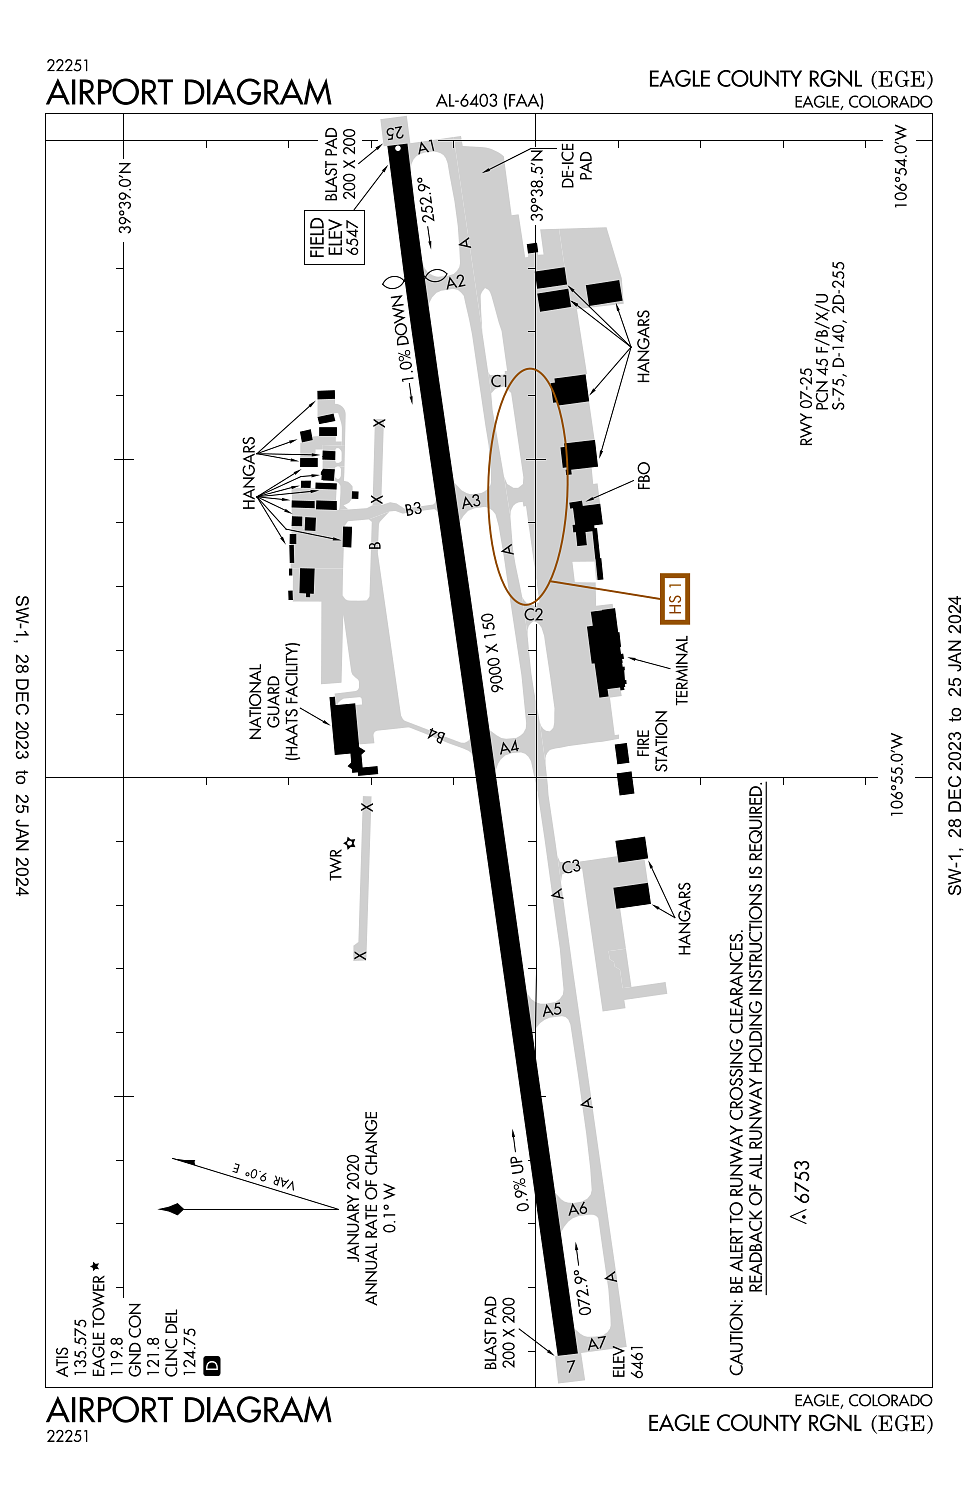 22251
AIRPORT DIAGRAM
AL-6403 (FAA)
EAGLE COUNTY RGNL (EGE)
EAGLE, COLORADO
39°39.0'N
BLAST PAD
200 X 200
25
A1
39°38.5'N
DE-ICE
PAD
106°54.0'W
FIELD
ELEV
6547
252.9°
A
A2
1.0% DOWN
HANGARS
RWY 07-25
PCN 45 F/B/X/U
S-75, D-140, 2D-255
HANGARS
X
X
C1
B3
A3
FBO
B
A
HS 1
C2
9000 X 150
NATIONAL
GUARD
(HAATS FACILITY)
TERMINAL
B4
A4
FIRE
STATION
106°55.0'W
X
TWR
X
C3
A
HANGARS
A5
A
CAUTION: BE ALERT TO RUNWAY CROSSING CLEARANCES.
READBACK OF ALL RUNWAY HOLDING INSTRUCTIONS IS REQUIRED.
VAR 9.0° E
JANUARY 2020
ANNUAL RATE OF CHANGE
0.1° W
0.9% UP
A6
6753
072.9°
A
ATIS
135.575
EAGLE TOWER
119.8
GND CON
121.8
CLNC DEL
124.75
D
BLAST PAD
200 X 200
7
A7
ELEV
6461
SW-1, 28 DEC 2023 to 25 JAN 2024
SW-1, 28 DEC 2023 to 25 JAN 2024
AIRPORT DIAGRAM
22251
EAGLE, COLORADO
EAGLE COUNTY RGNL (EGE)